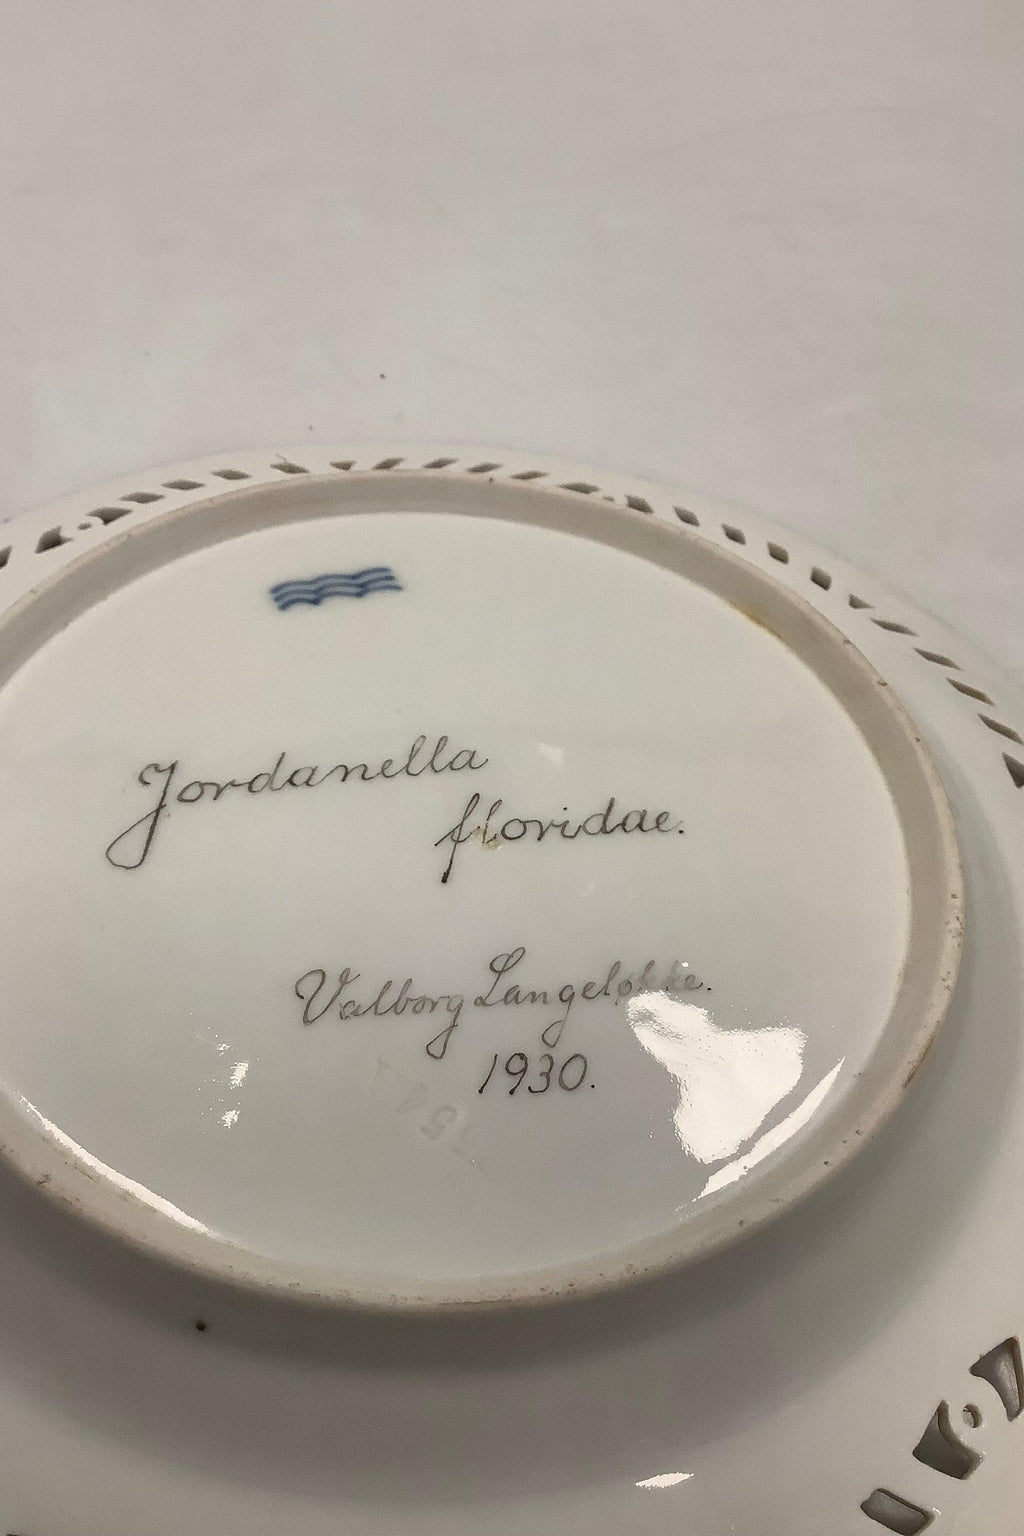 Jordanella
floridae.
Valborg Langeløkke.
1930.